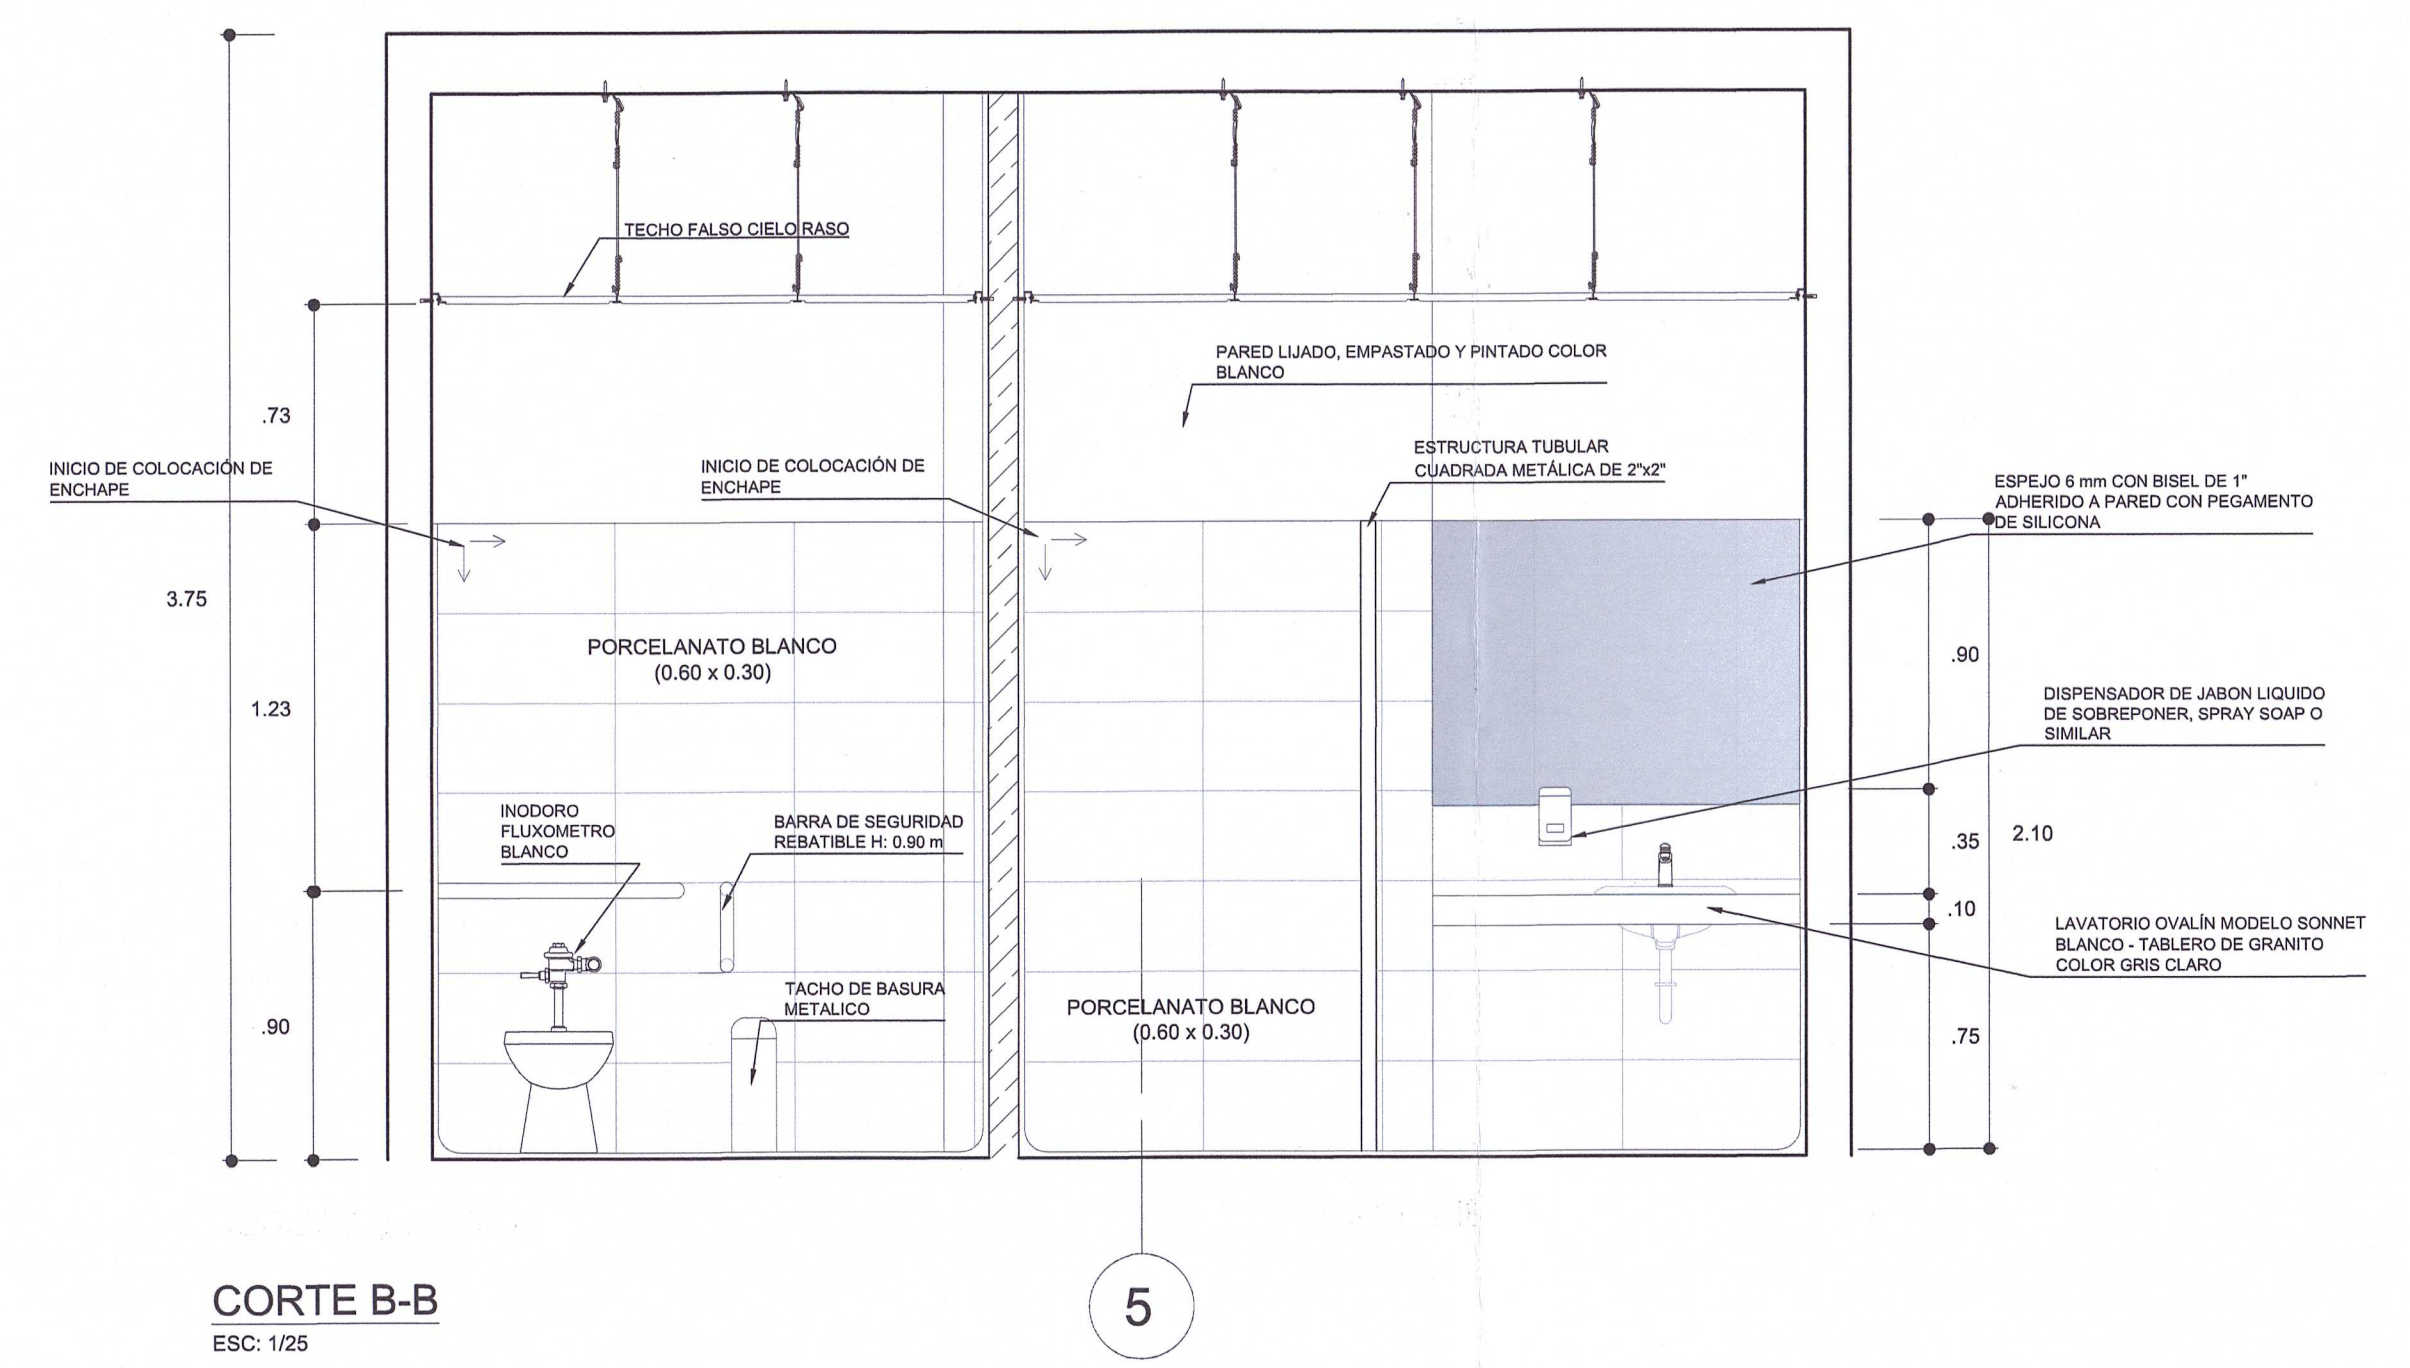 TECHO FALSO CIELO RASO
PARED LIJADO, EMPASTADO Y PINTADO COLOR
BLANCO
.73
INICIO DE COLOCACIÓN DE
ENCHAPE
INICIO DE COLOCACIÓN DE
ENCHAPE
ESTRUCTURA TUBULAR
CUADRADA METÁLICA DE 2"x2"
ESPEJO 6 mm CON BISEL DE 1"
ADHERIDO A PARED CON PEGAMENTO
DE SILICONA
3.75
PORCELANATO BLANCO
(0.60 x 0.30)
.90
1.23
DISPENSADOR DE JABON LIQUIDO
DE SOBREPONER, SPRAY SOAP O
SIMILAR
INODORO
FLUXOMETRO
BLANCO
BARRA DE SEGURIDAD
REBATIBLE H: 0.90 m
.35
2.10
.10
LAVATORIO OVALÍN MODELO SONNET
BLANCO - TABLERO DE GRANITO
COLOR GRIS CLARO
TACHO DE BASURA
METALICO
PORCELANATO BLANCO
(0.60 x 0.30)
.90
.75
5
CORTE B-B
ESC: 1/25